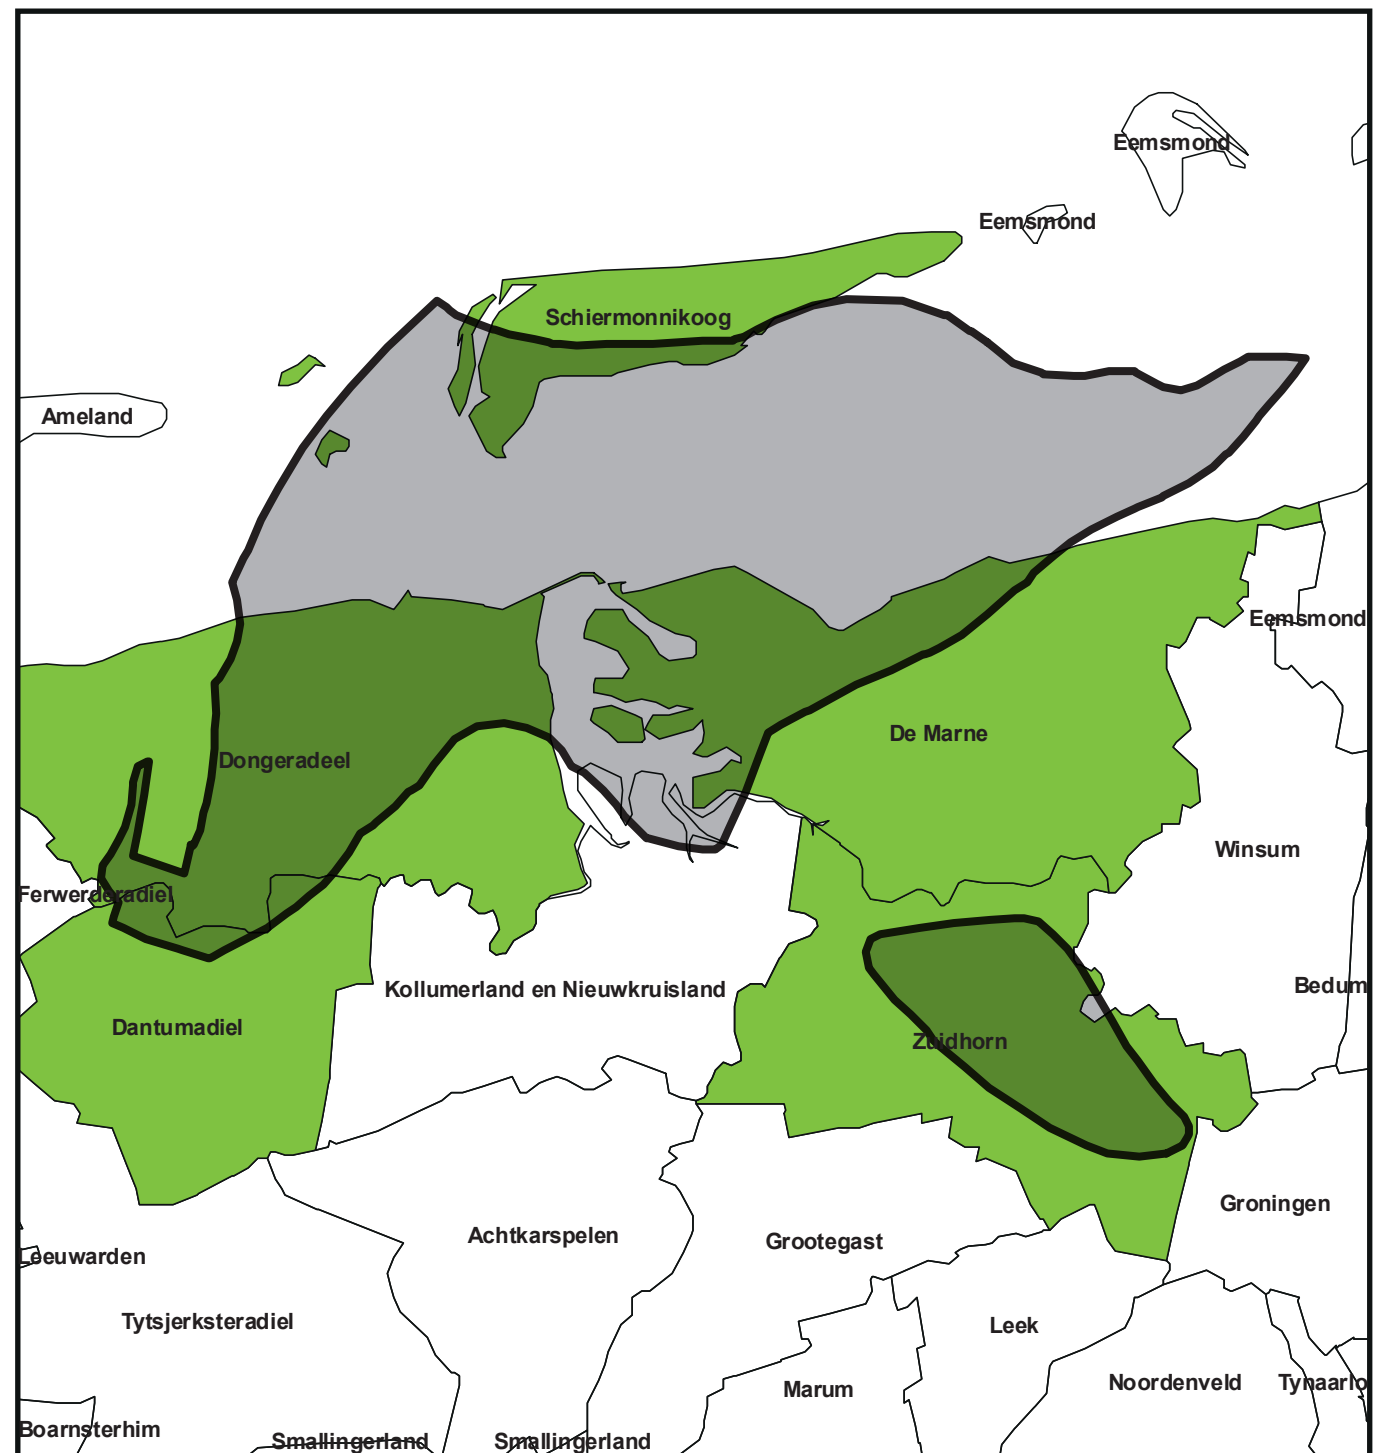 Eemsmond
Eemsmond
Schiermonnikoog
Ameland
Eemsmond
De Marne
Dongeradeel
Winsum
Ferwerderadiel
Kollumerland en Nieuwkruisland
Bedum
Dantumadiel
Zuidhorn
Groningen
Achtkarspelen
Grootegast
Leeuwarden
Tytsjerksteradiel
Leek
Marum
Noordenveld
Tynaarlo
Boarnsterhim
Smallingerland
Smallingerland